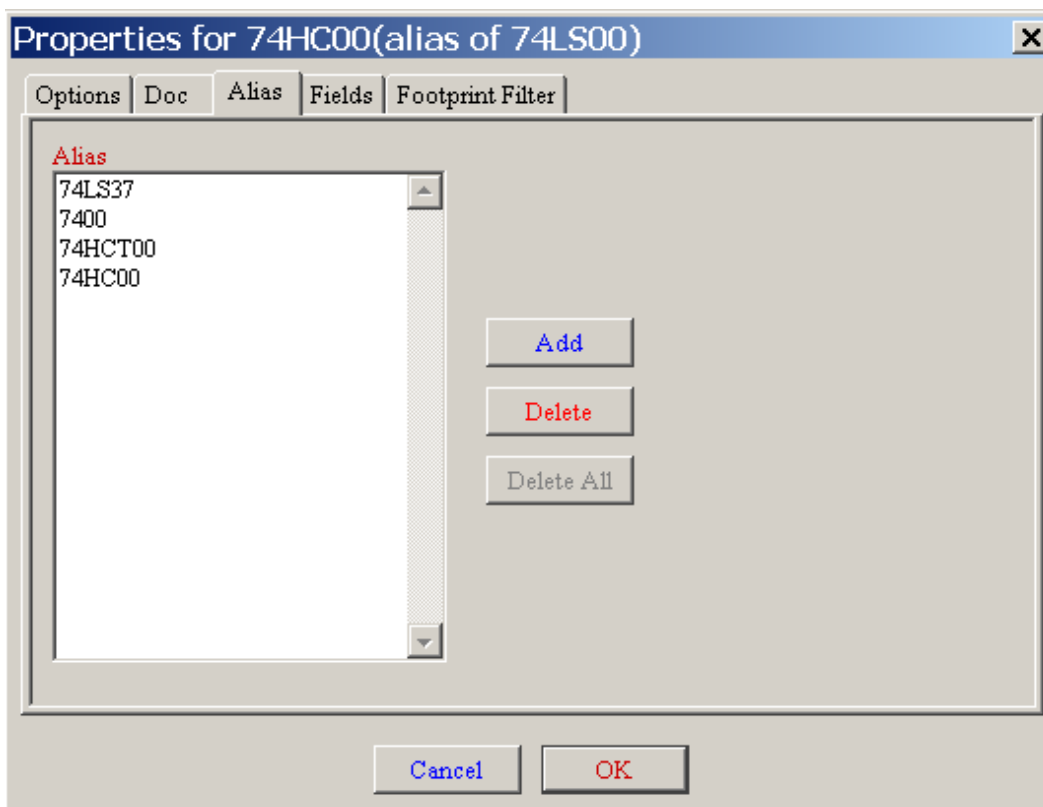 Properties for 74HC00(alias of 74LS00)
Options Doc Alias Fields Footprint Filter
Alias
74LS37
7400
74HCT00
74HC00
Add
Delete
Delete All
Cancel OK